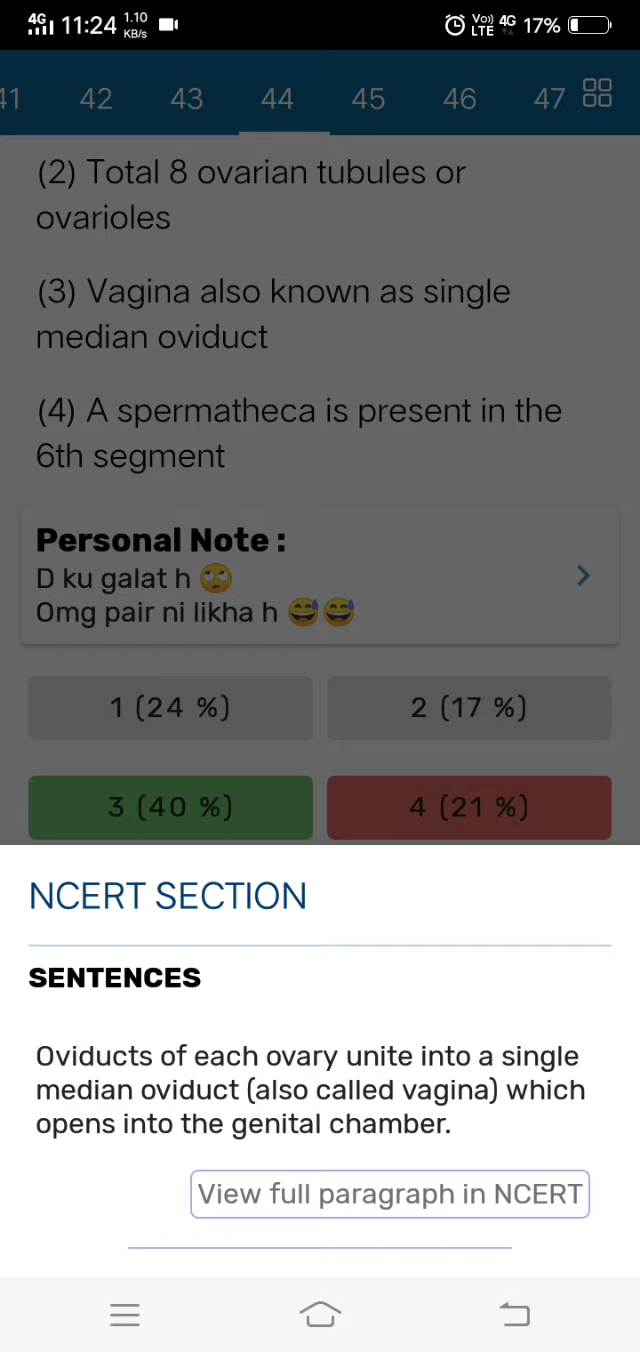 4G 11:24 1.10 KB/s Vo)) LTE 4G 17%
41 42 43 44 45 46 47
(2) Total 8 ovarian tubules or
ovarioles
(3) Vagina also known as single
median oviduct
(4) A spermatheca is present in the
6th segment
Personal Note :
D ku galat h 🙄
Omg pair ni likha h 😅😅
1 (24 %) 2 (17 %)
3 (40 %) 4 (21 %)
NCERT SECTION
SENTENCES
Oviducts of each ovary unite into a single
median oviduct (also called vagina) which
opens into the genital chamber.
View full paragraph in NCERT